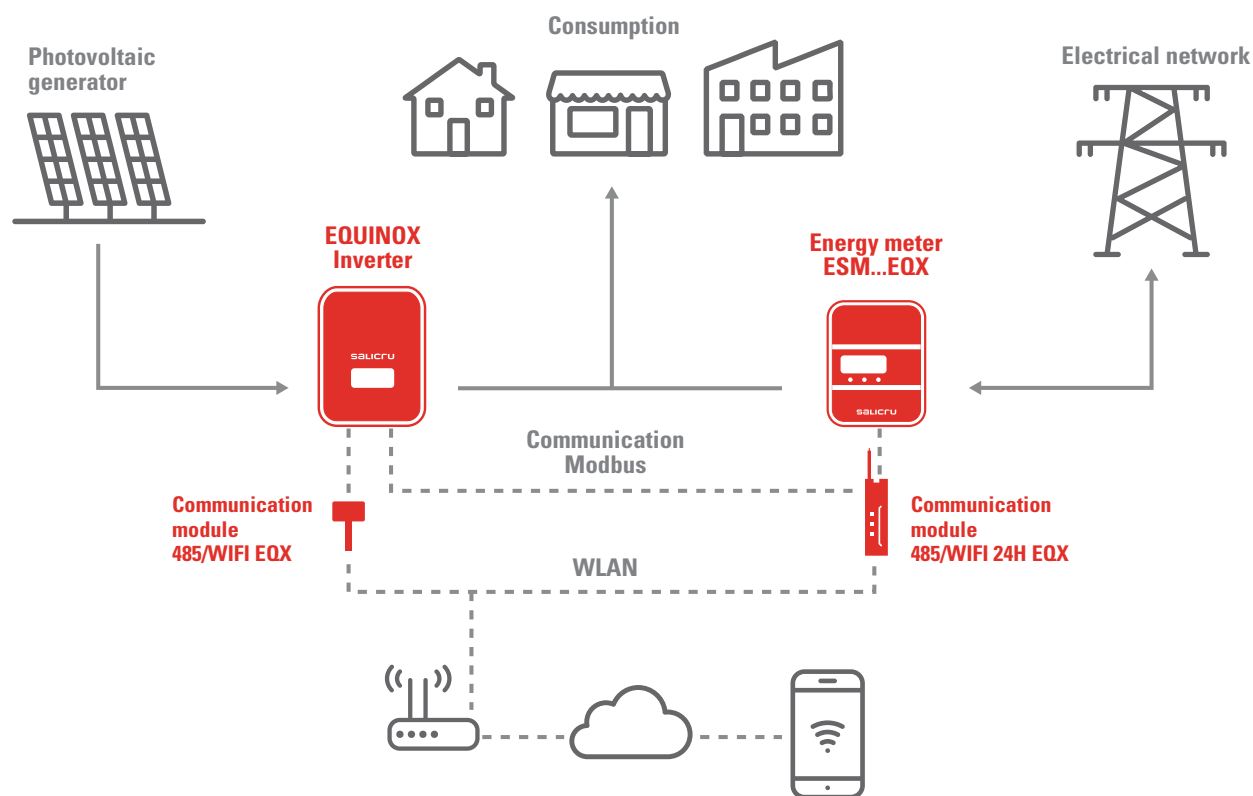 Consumption
Photovoltaic
generator
Electrical network
EQUINOX
Inverter
Energy meter
ESM...EQX
salicru
salicru
Communication
Modbus
Communication
module
485/WIFI EQX
Communication
module
485/WIFI 24H EQX
WLAN